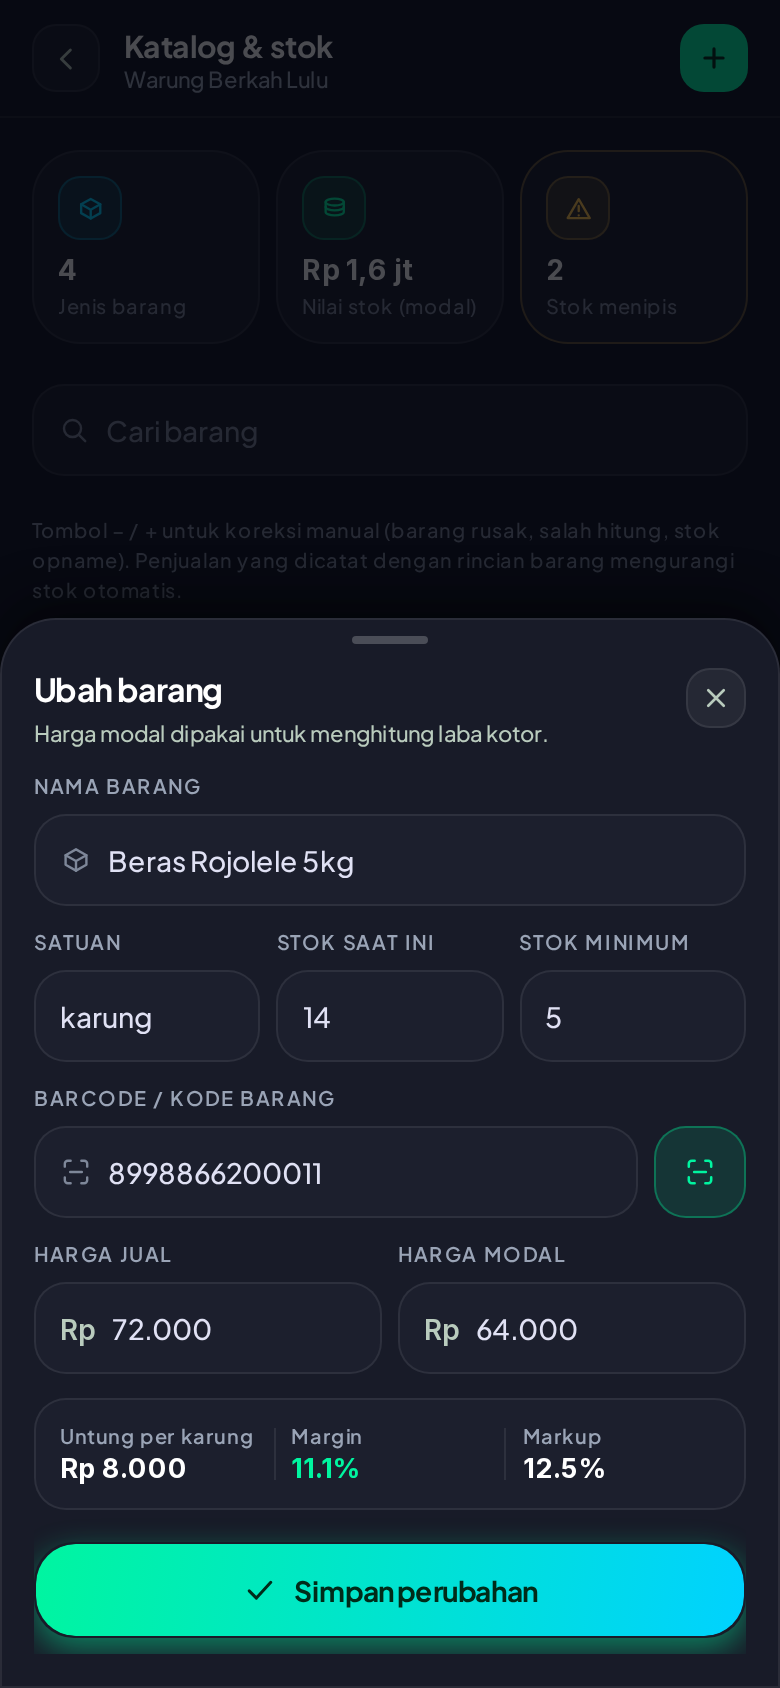 Katalog & stok
Warung Berkah Lulu
4
Jenis barang
Rp 1,6 jt
Nilai stok (modal)
2
Stok menipis
Cari barang
Tombol – / + untuk koreksi manual (barang rusak, salah hitung, stok
opname). Penjualan yang dicatat dengan rincian barang mengurangi
stok otomatis.
Ubah barang
Harga modal dipakai untuk menghitung laba kotor.
NAMA BARANG
Beras Rojolele 5kg
SATUAN STOK SAAT INI STOK MINIMUM
karung 14 5
BARCODE / KODE BARANG
8998866200011
HARGA JUAL HARGA MODAL
Rp 72.000 Rp 64.000
Untung per karung Margin Markup
Rp 8.000 11.1% 12.5%
Simpan perubahan